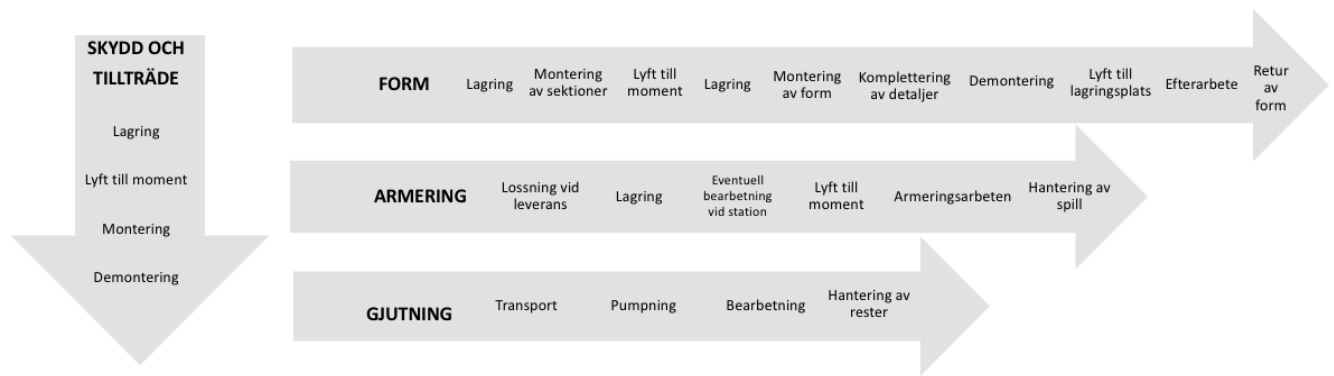 SKYDD OCH
TILLTRÄDE
Lagring
Lyft till moment
Montering
Demontering
FORM
Lagring
Montering
av sektioner
Lyft till
moment
Lagring
Montering
av form
Komplettering
av detaljer
Demontering
Lyft till
lagringsplats
Efterarbete
Retur
av
form
ARMERING
Lossning vid
leverans
Lagring
Eventuell
bearbetning
vid station
Lyft till
moment
Armeringsarbeten
Hantering av
spill
GJUTNING
Transport
Pumpning
Bearbetning
Hantering av
rester